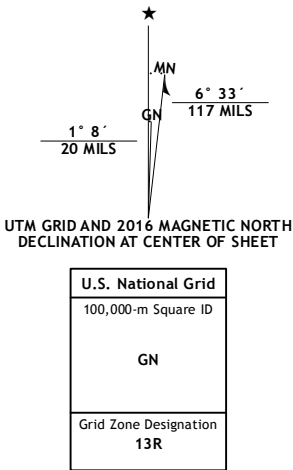 ★
MN
GN
6° 33´
117 MILS
1° 8´
20 MILS
UTM GRID AND 2016 MAGNETIC NORTH
DECLINATION AT CENTER OF SHEET
U.S. National Grid
100,000-m Square ID
GN
Grid Zone Designation
13R